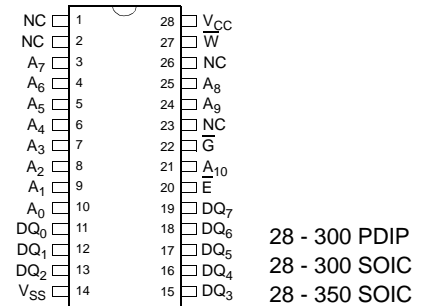 NC 1 28 V_CC
NC 2 27 W̅
A₇ 3 26 NC
A₆ 4 25 A₈
A₅ 5 24 A₉
A₄ 6 23 NC
A₃ 7 22 G̅
A₂ 8 21 A₁₀
A₁ 9 20 E̅
A₀ 10 19 DQ₇
DQ₀ 11 18 DQ₆
DQ₁ 12 17 DQ₅
DQ₂ 13 16 DQ₄
V_SS 14 15 DQ₃
28 - 300 PDIP
28 - 300 SOIC
28 - 350 SOIC